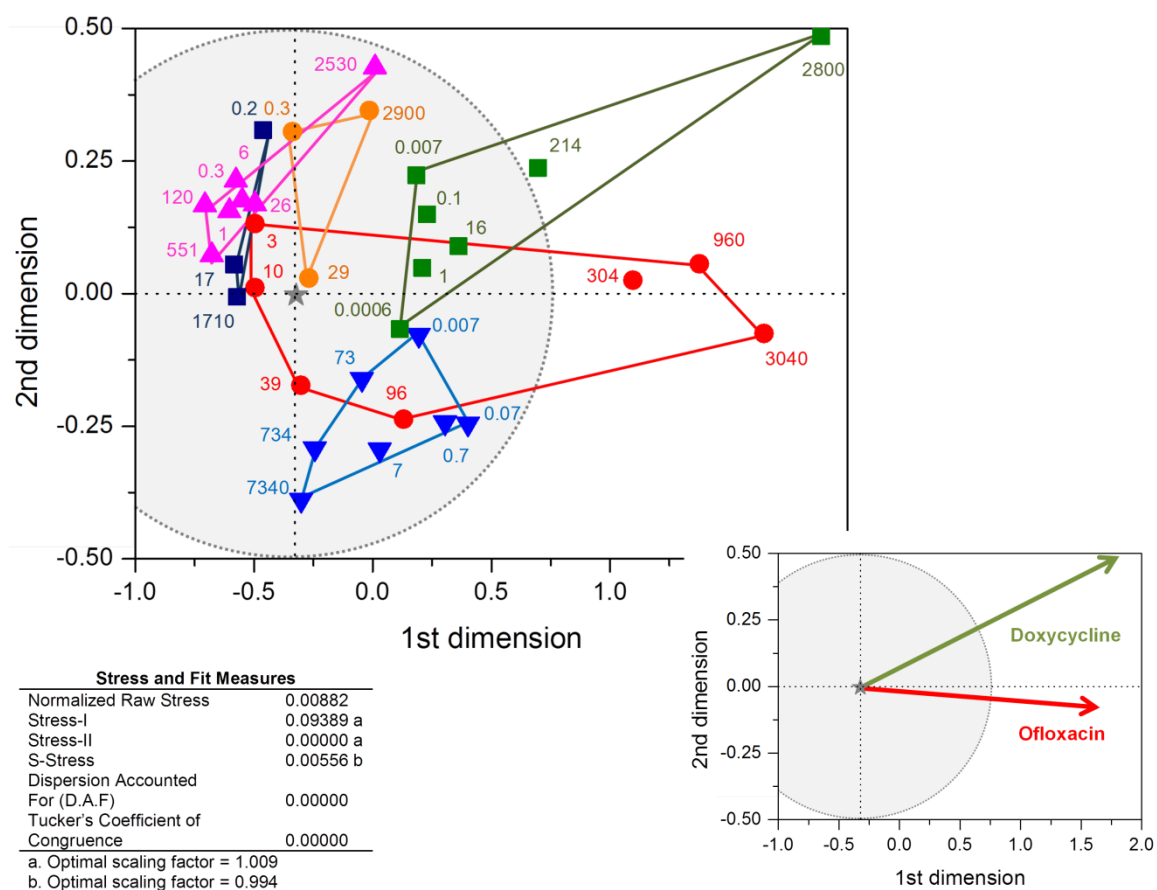 0.50
2530
2800
0.2
0.3
2900
0.007
214
6
0.25
0.3
0.1
120
26
16
1
960
551
3
2nd dimension
17
10
29
1
304
0.00
1710
0.0006
0.007
3040
73
39
96
-0.25
0.07
734
0.7
7
7340
-0.50
-1.0
-0.5
0.0
0.5
1.0
1st dimension
Stress and Fit Measures
Normalized Raw Stress 0.00882
Stress-I 0.09389 a
Stress-II 0.00000 a
S-Stress 0.00556 b
Dispersion Accounted
For (D.A.F) 0.00000
Tucker's Coefficient of
Congruence 0.00000
a. Optimal scaling factor = 1.009
b. Optimal scaling factor = 0.994
0.50
0.25
Doxycycline
0.00
2nd dimension
Ofloxacin
-0.25
-0.50
-1.0 -0.5 0.0 0.5 1.0 1.5 2.0
1st dimension